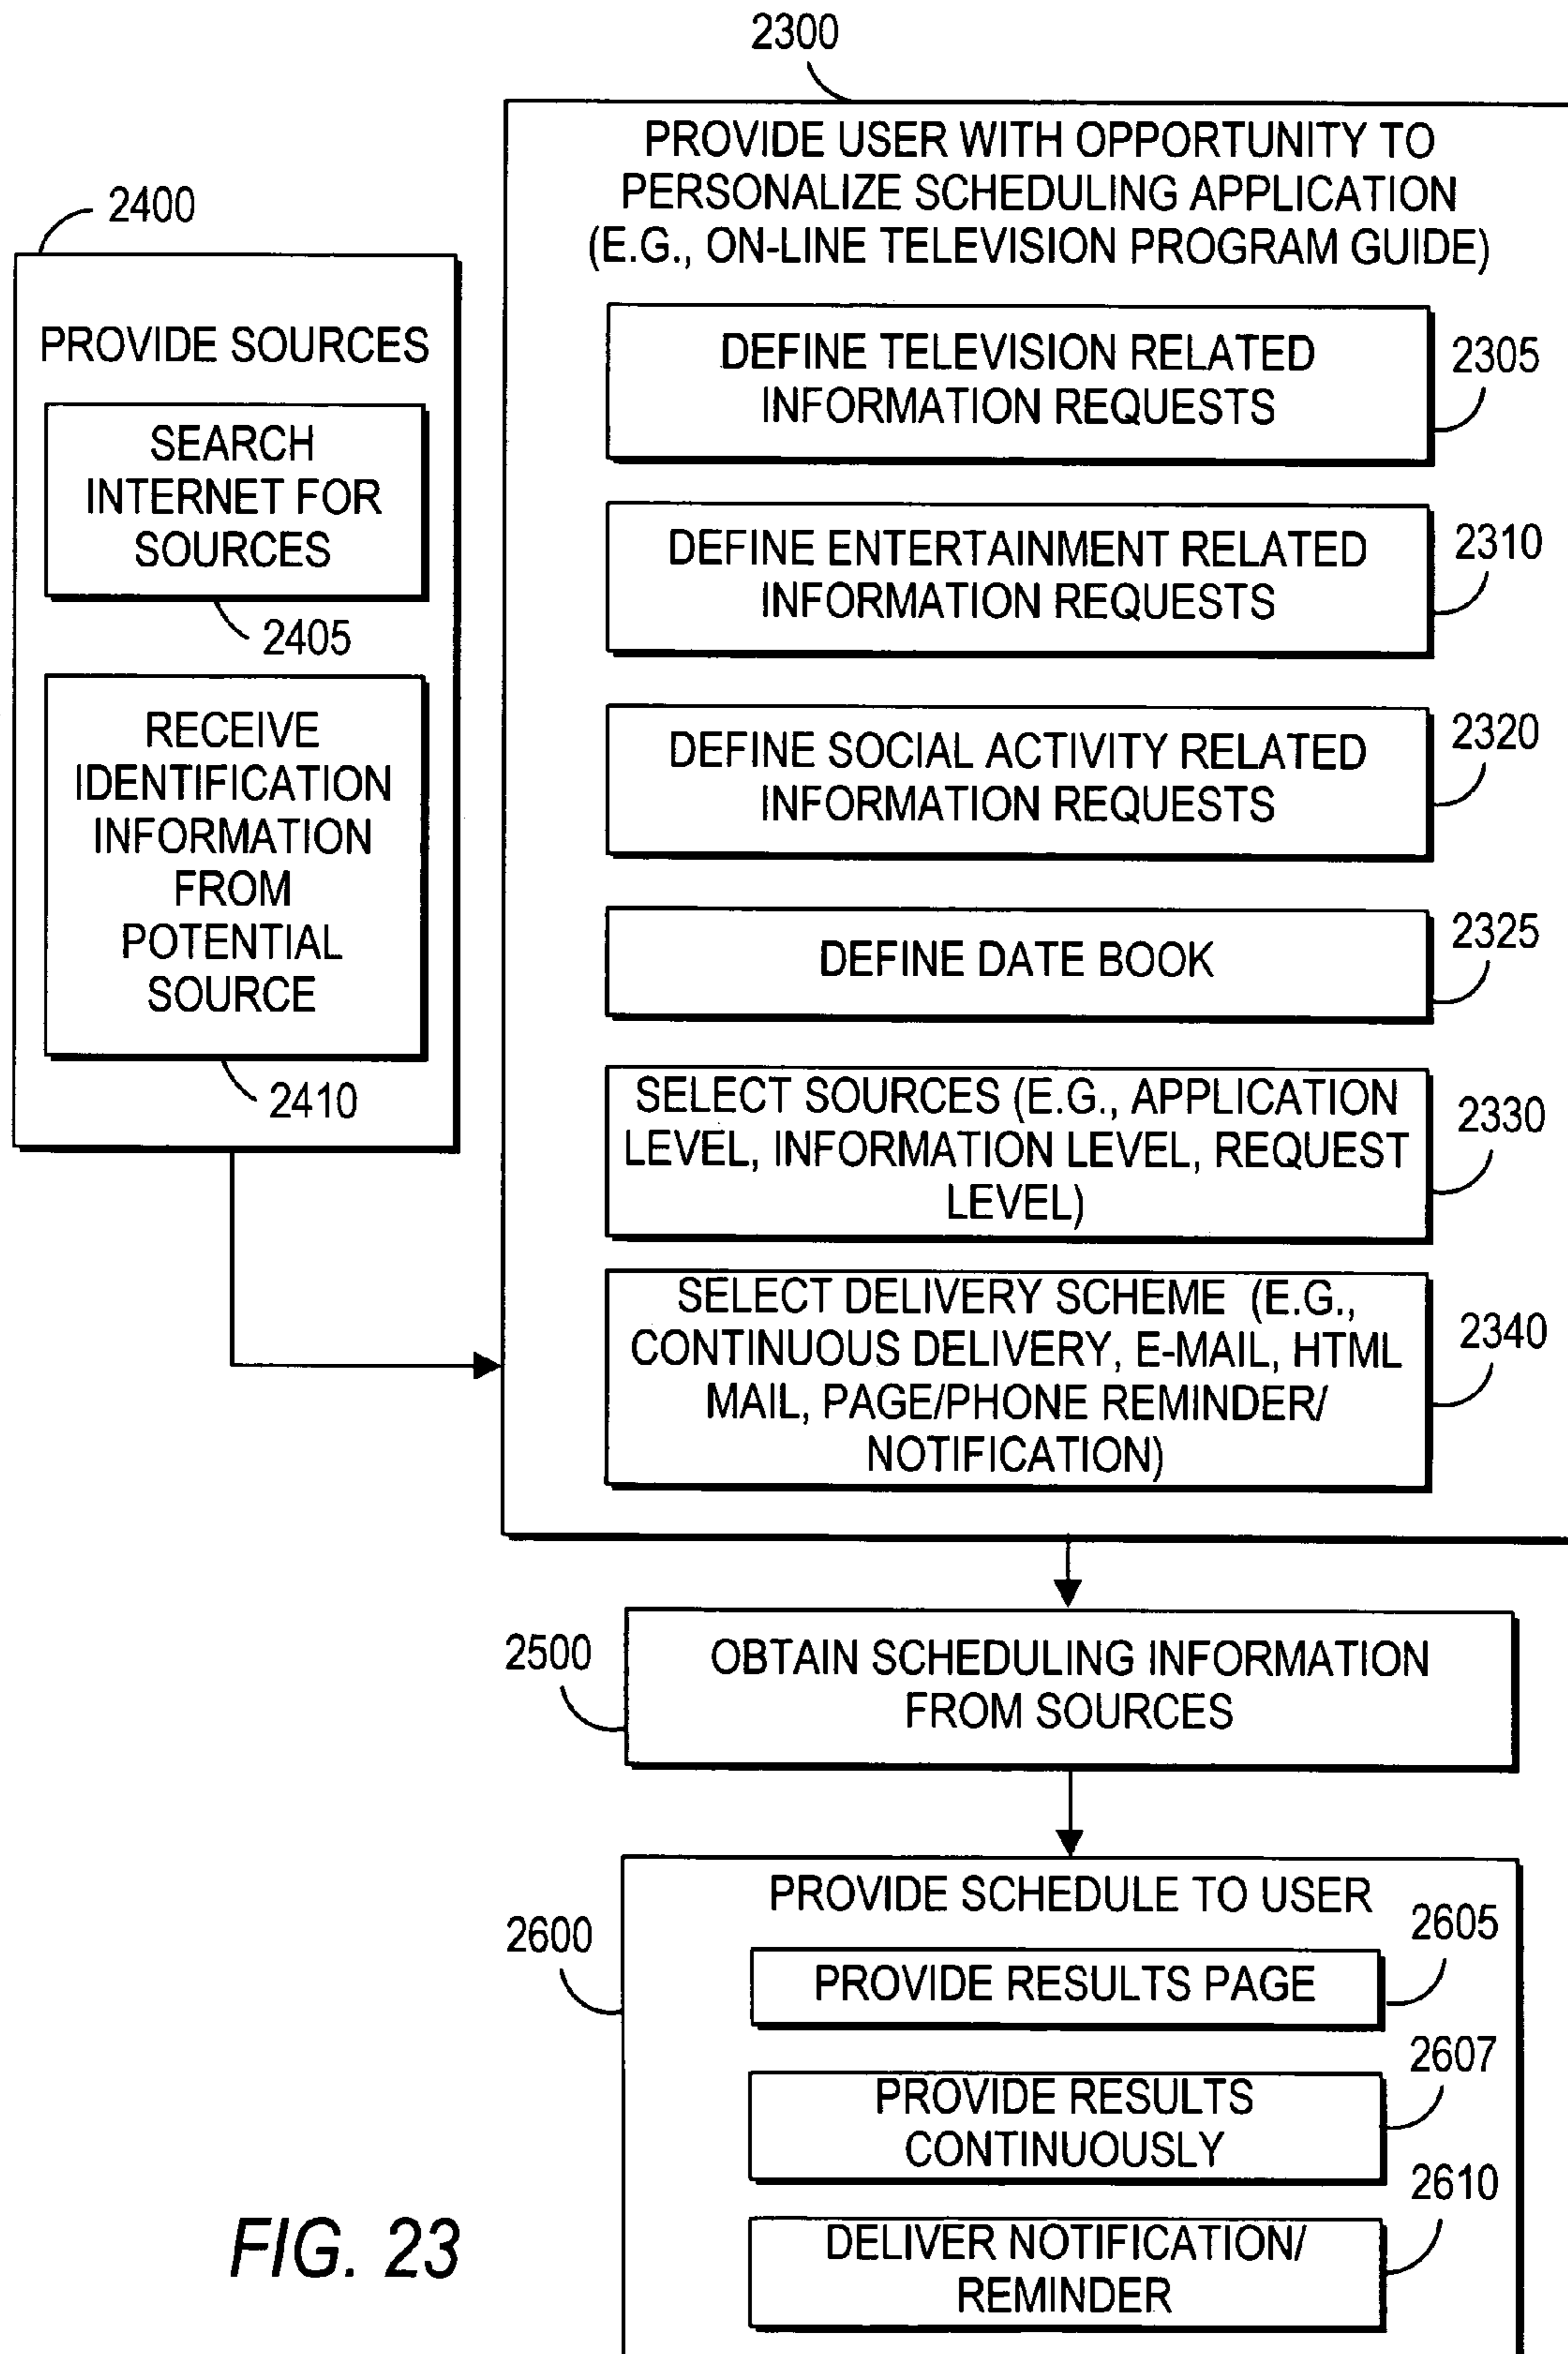 2300
PROVIDE USER WITH OPPORTUNITY TO
PERSONALIZE SCHEDULING APPLICATION
(E.G., ON-LINE TELEVISION PROGRAM GUIDE)
2400
PROVIDE SOURCES
SEARCH
INTERNET FOR
SOURCES
2405
RECEIVE
IDENTIFICATION
INFORMATION
FROM
POTENTIAL
SOURCE
2410
DEFINE TELEVISION RELATED
INFORMATION REQUESTS
2305
DEFINE ENTERTAINMENT RELATED
INFORMATION REQUESTS
2310
DEFINE SOCIAL ACTIVITY RELATED
INFORMATION REQUESTS
2320
DEFINE DATE BOOK
2325
SELECT SOURCES (E.G., APPLICATION
LEVEL, INFORMATION LEVEL, REQUEST
LEVEL)
2330
SELECT DELIVERY SCHEME (E.G.,
CONTINUOUS DELIVERY, E-MAIL, HTML
MAIL, PAGE/PHONE REMINDER/
NOTIFICATION)
2340
2500
OBTAIN SCHEDULING INFORMATION
FROM SOURCES
2600
PROVIDE SCHEDULE TO USER
2605
PROVIDE RESULTS PAGE
2607
PROVIDE RESULTS
CONTINUOUSLY
2610
DELIVER NOTIFICATION/
REMINDER
FIG. 23